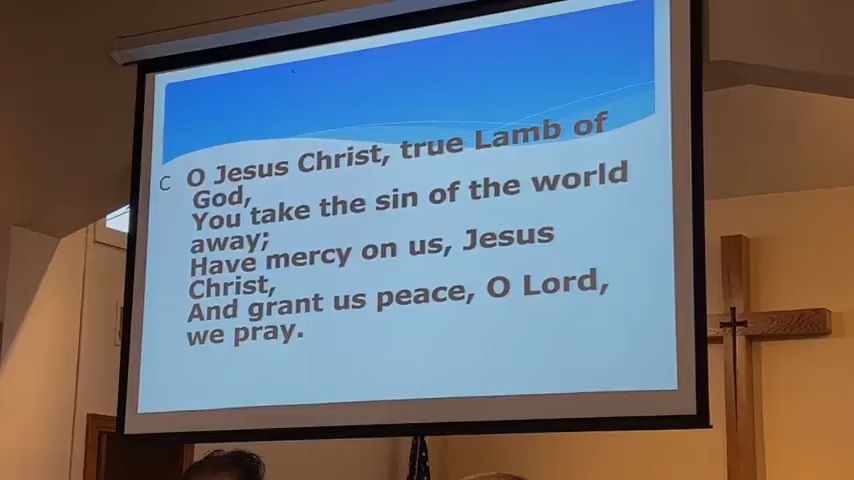 C O Jesus Christ, true Lamb of
God,
You take the sin of the world
away;
Have mercy on us, Jesus
Christ,
And grant us peace, O Lord,
we pray.